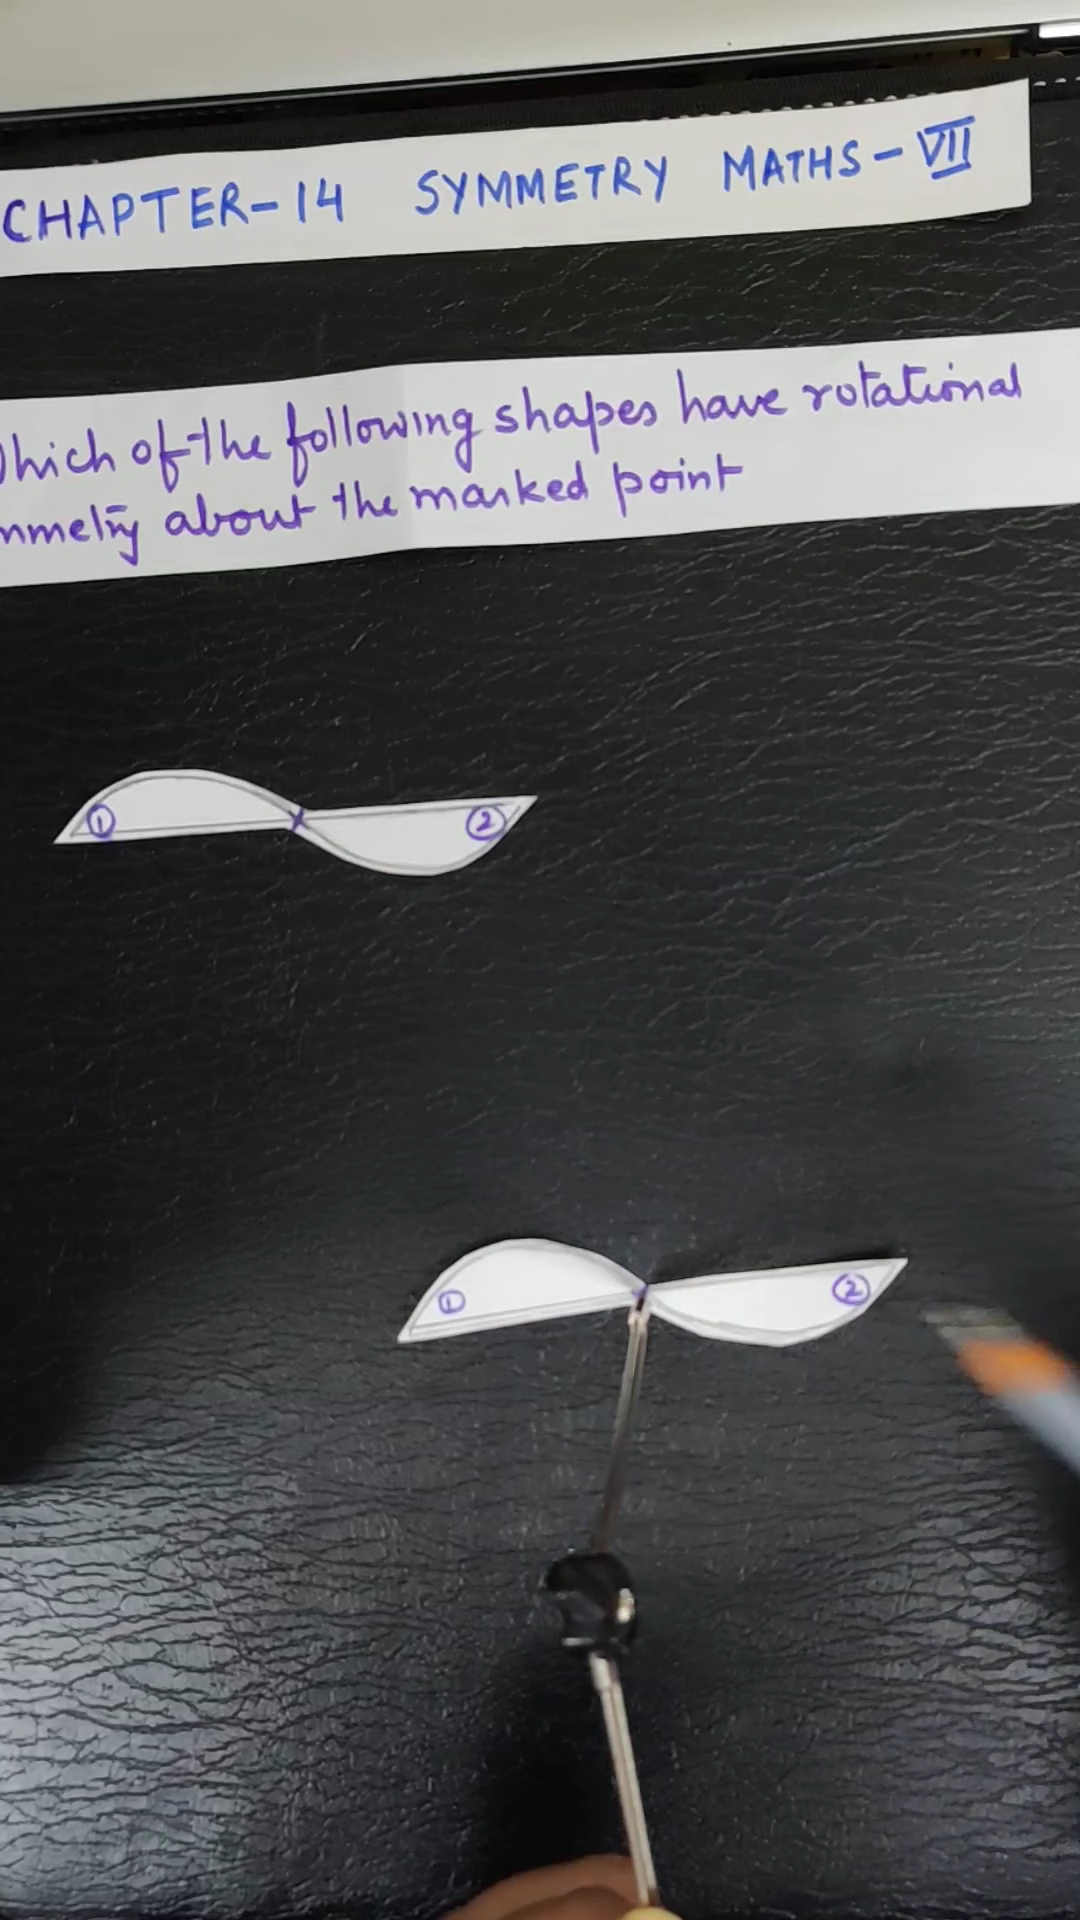 CHAPTER-14 SYMMETRY MATHS-VII
hich of the following shapes have rotational
mmetry about the marked point
① ②
① ②